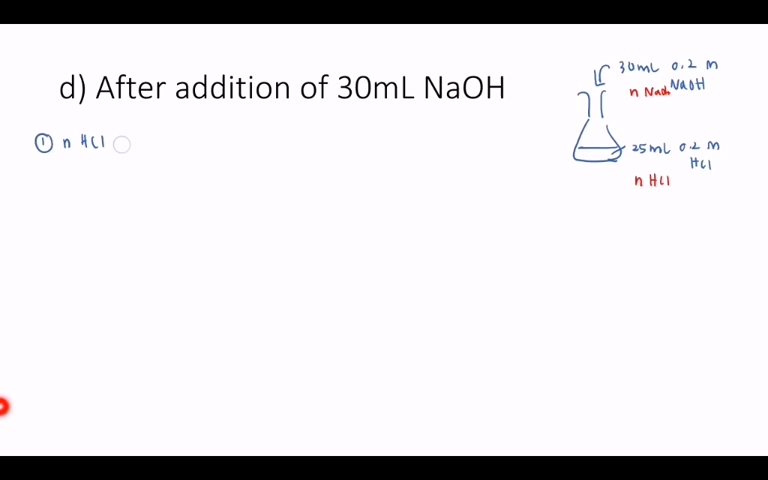 d) After addition of 30mL NaOH
① n HCl
30mL 0.2 M
NaOH
n NaOH
25mL 0.2 M
HCl
n HCl